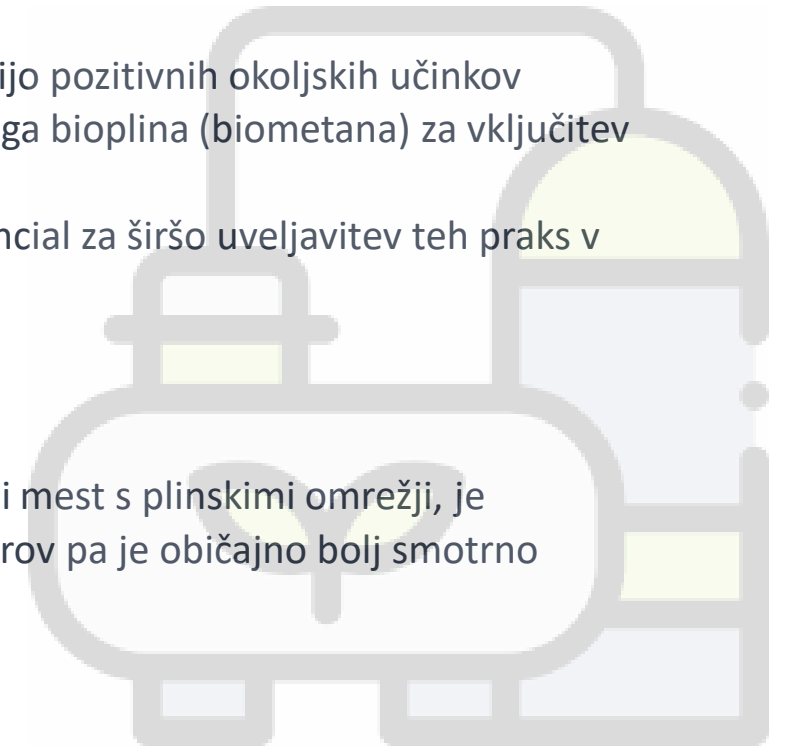 ijo pozitivnih okoljskih učinkov
ga bioplina (biometana) za vključitev
ncial za širšo uveljavitev teh praks v
i mest s plinskimi omrežji, je
rov pa je običajno bolj smotrno